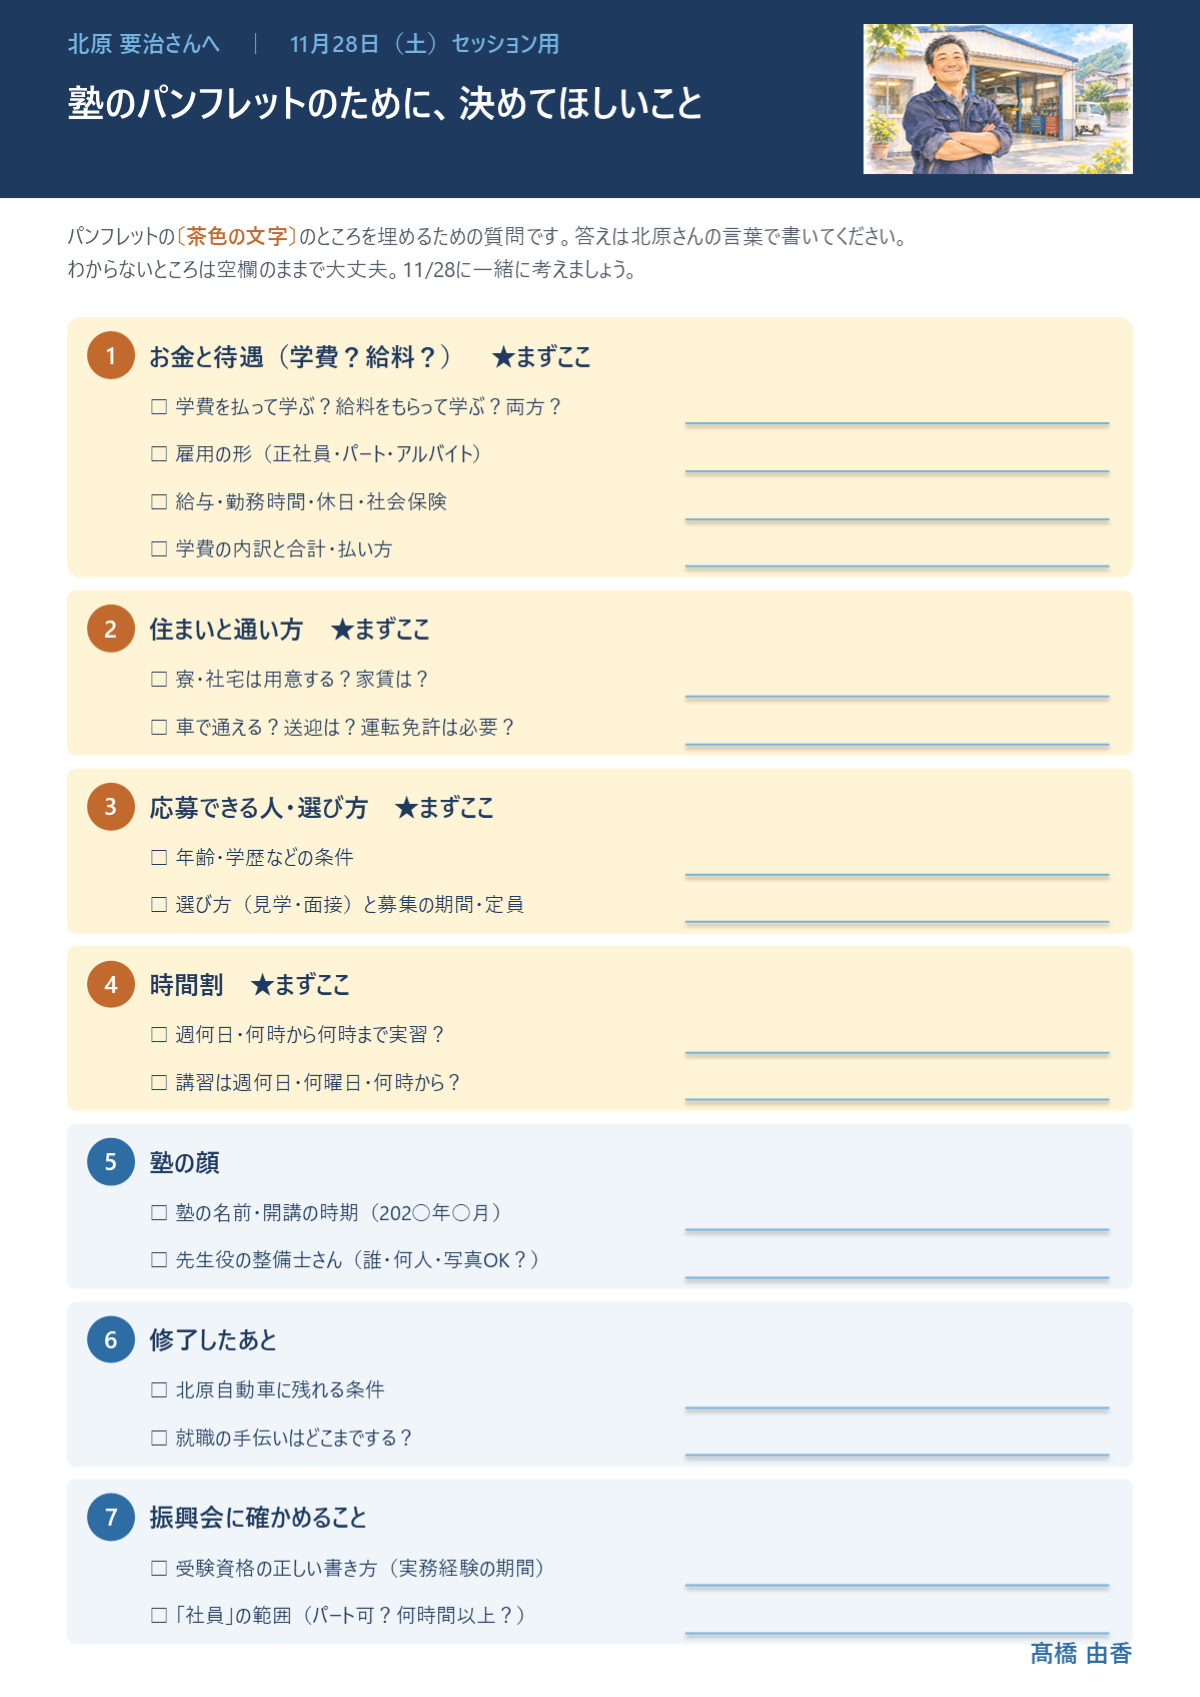 北原 要治さんへ ｜ 11月28日（土）セッション用
塾のパンフレットのために、決めてほしいこと
パンフレットの〔茶色の文字〕のところを埋めるための質問です。答えは北原さんの言葉で書いてください。
わからないところは空欄のままで大丈夫。11/28に一緒に考えましょう。
1 お金と待遇（学費？給料？） ★まずここ
□ 学費を払って学ぶ？給料をもらって学ぶ？両方？
□ 雇用の形（正社員・パート・アルバイト）
□ 給与・勤務時間・休日・社会保険
□ 学費の内訳と合計・払い方
2 住まいと通い方 ★まずここ
□ 寮・社宅は用意する？家賃は？
□ 車で通える？送迎は？運転免許は必要？
3 応募できる人・選び方 ★まずここ
□ 年齢・学歴などの条件
□ 選び方（見学・面接）と募集の期間・定員
4 時間割 ★まずここ
□ 週何日・何時から何時まで実習？
□ 講習は週何日・何曜日・何時から？
5 塾の顔
□ 塾の名前・開講の時期（202〇年〇月）
□ 先生役の整備士さん（誰・何人・写真OK？）
6 修了したあと
□ 北原自動車に残れる条件
□ 就職の手伝いはどこまでする？
7 振興会に確かめること
□ 受験資格の正しい書き方（実務経験の期間）
□ 「社員」の範囲（パート可？何時間以上？）
髙橋 由香